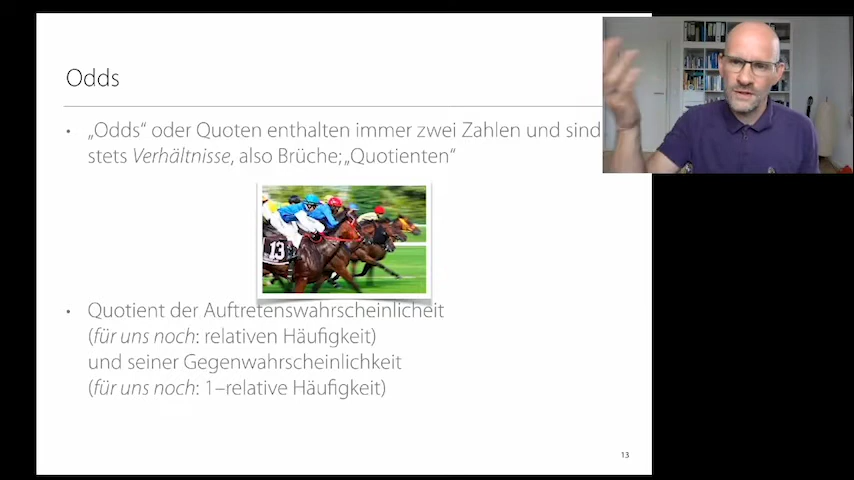 Odds
• „Odds“ oder Quoten enthalten immer zwei Zahlen und sind
stets Verhältnisse, also Brüche; „Quotienten“
13
• Quotient der Auftretenswahrscheinlicheit
(für uns noch: relativen Häufigkeit)
und seiner Gegenwahrscheinlichkeit
(für uns noch: 1–relative Häufigkeit)
13